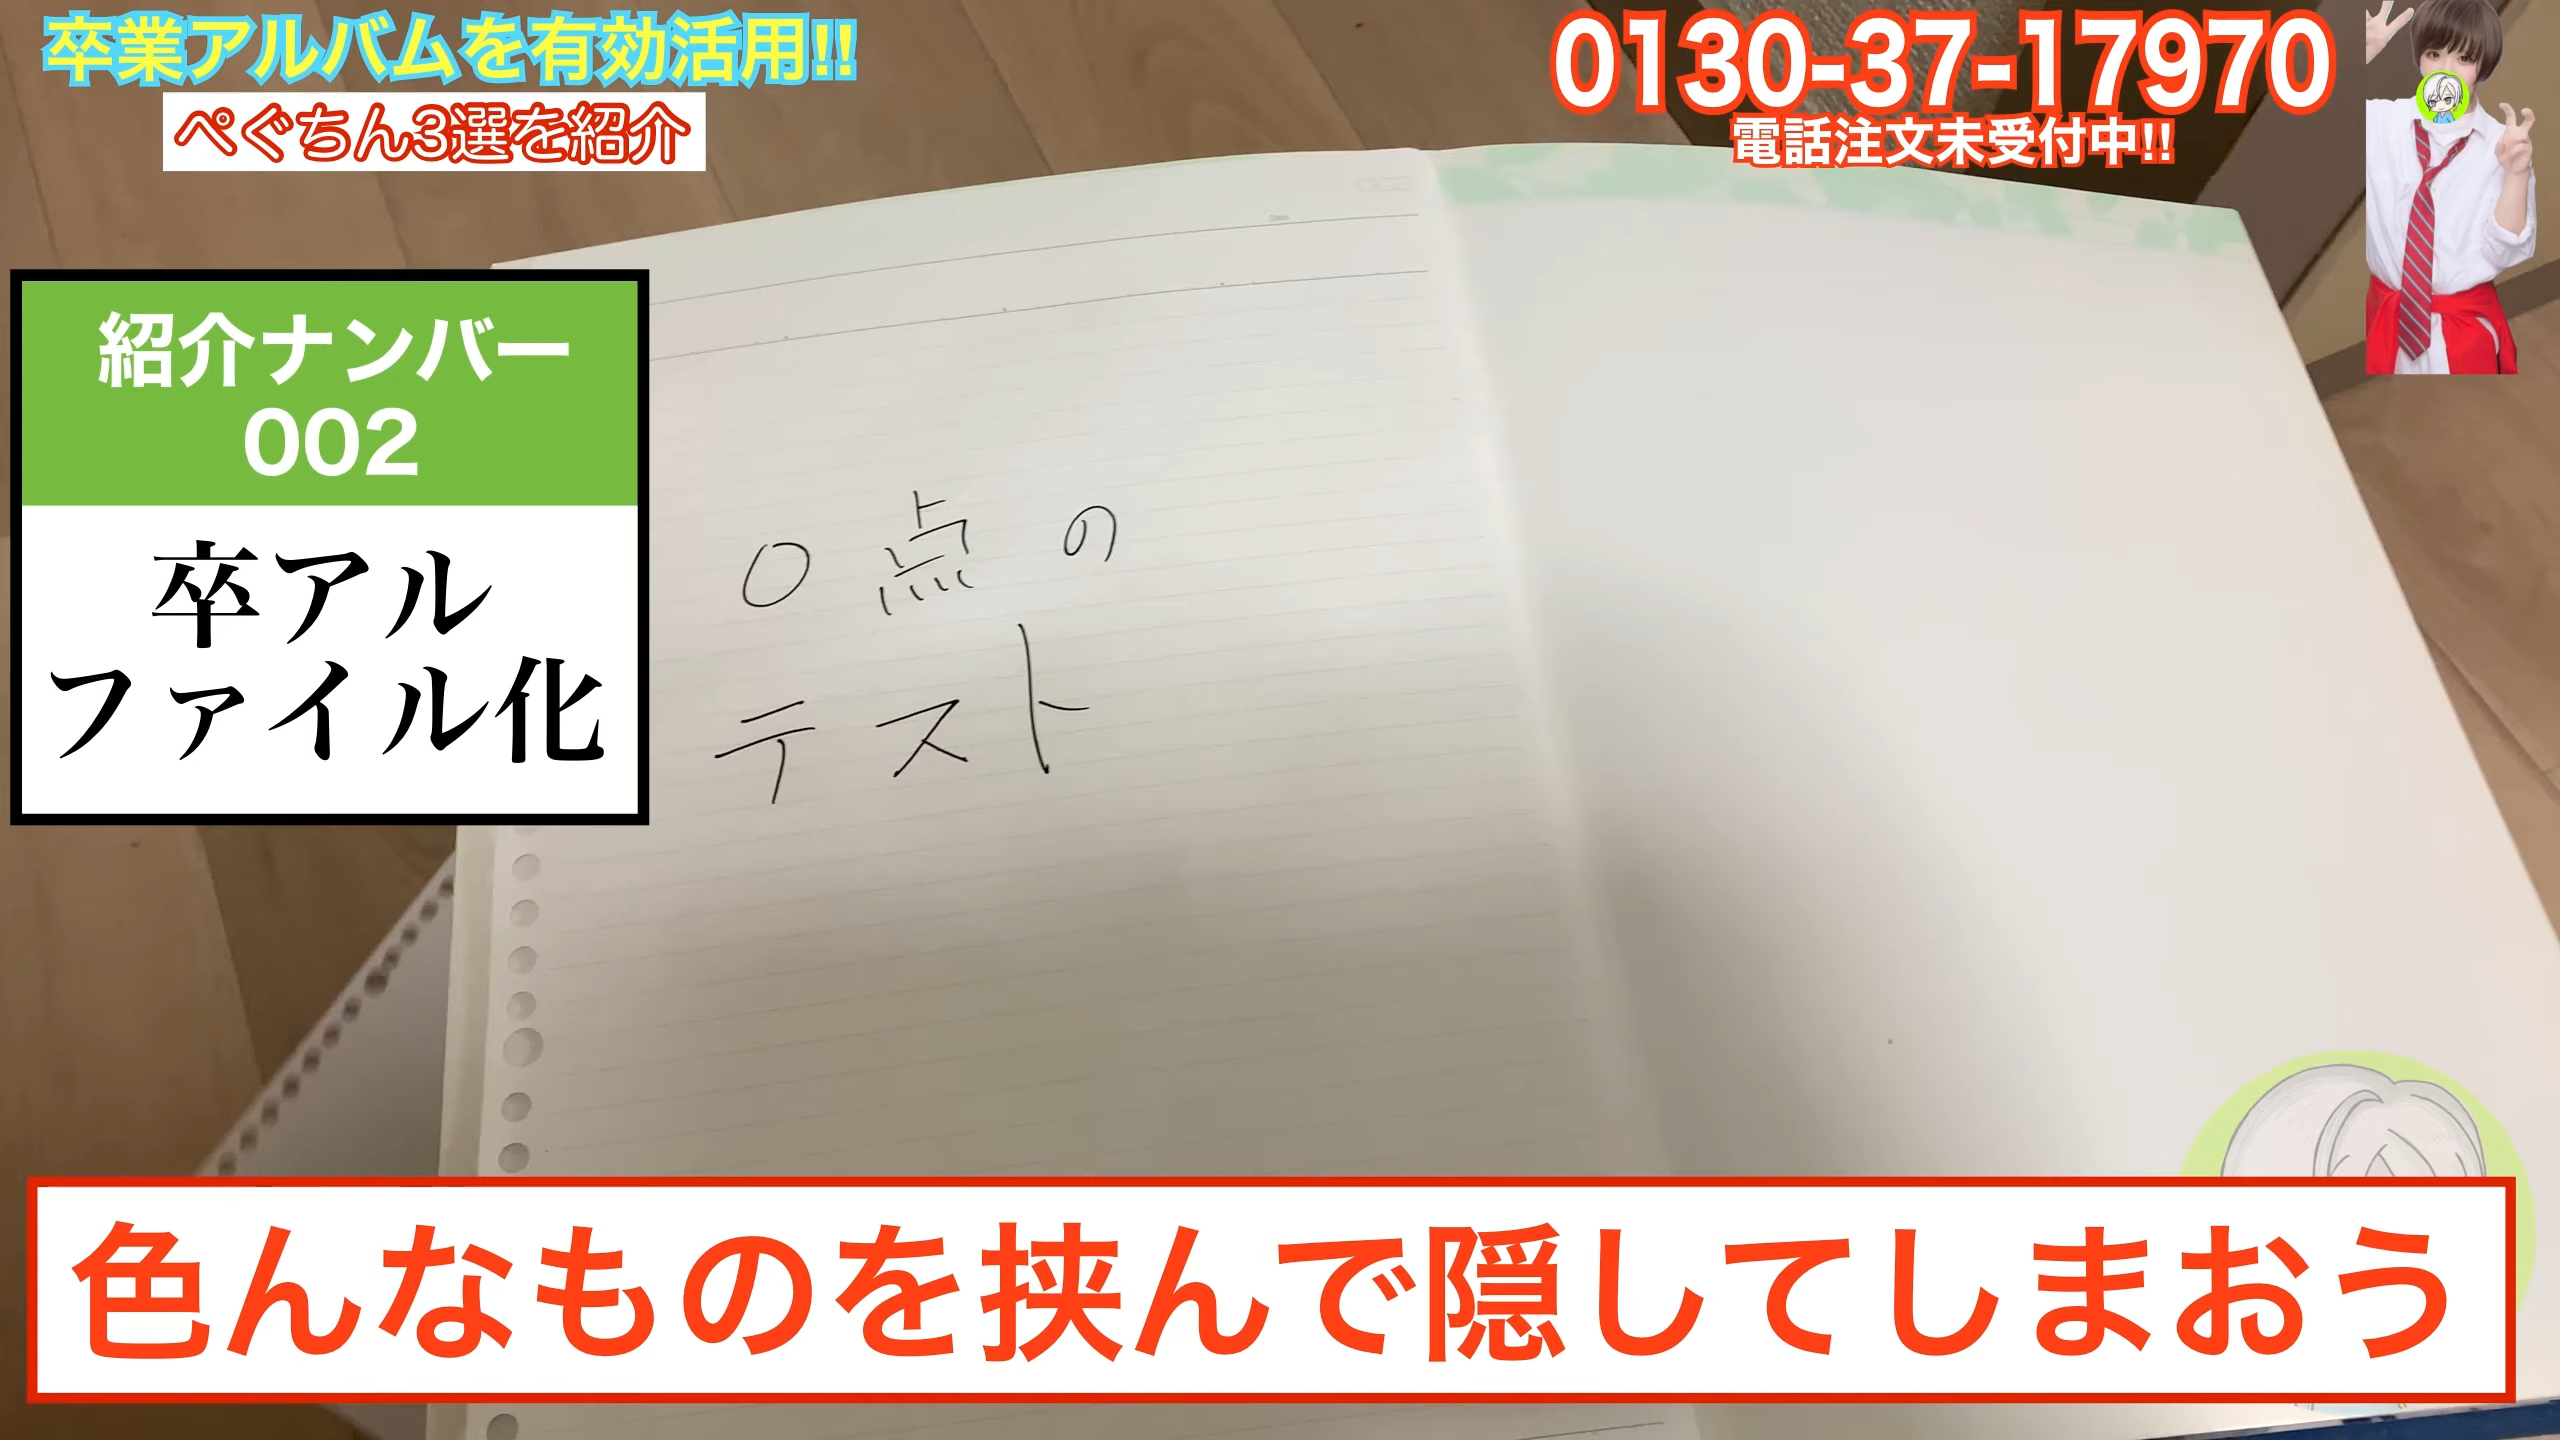 卒業アルバムを有効活用!!
ぺぐちん3選を紹介
0130-37-17970
電話注文未受付中!!
紹介ナンバー
002
卒アル
ファイル化
0点の
テスト
色んなものを挟んで隠してしまおう